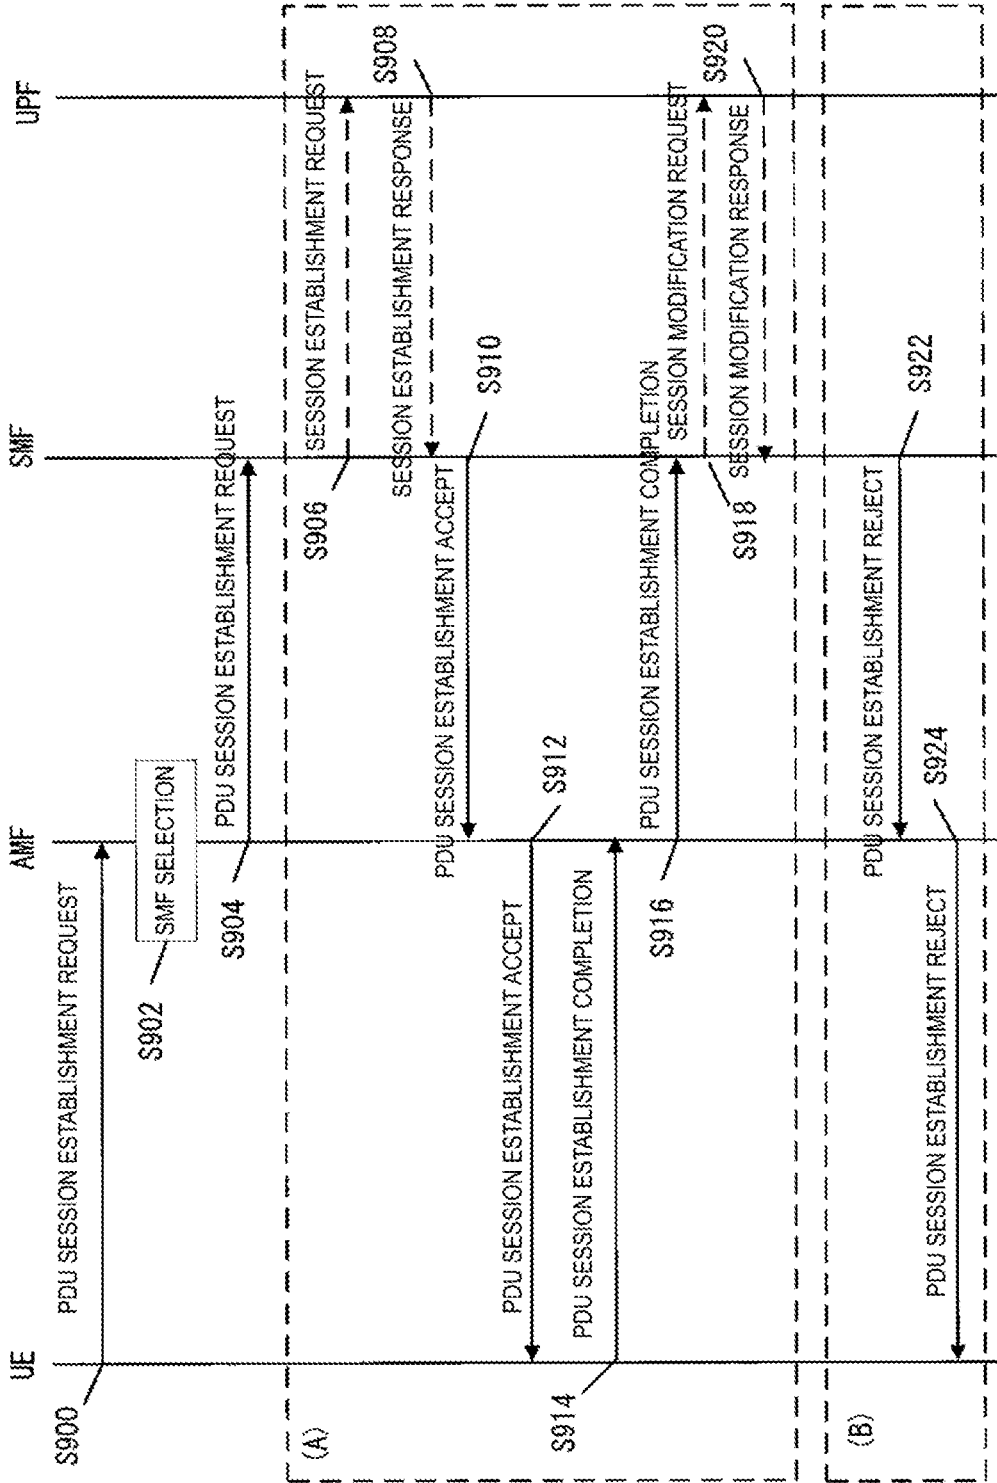 UE
AMF
SMF
UPF
S900
PDU SESSION ESTABLISHMENT REQUEST
S902
SMF SELECTION
S904
PDU SESSION ESTABLISHMENT REQUEST
(A)
S906
SESSION ESTABLISHMENT REQUEST
SESSION ESTABLISHMENT RESPONSE
S908
PDU SESSION ESTABLISHMENT ACCEPT
S910
PDU SESSION ESTABLISHMENT ACCEPT
S912
S914
PDU SESSION ESTABLISHMENT COMPLETION
S916
PDU SESSION ESTABLISHMENT COMPLETION
S918
SESSION MODIFICATION REQUEST
SESSION MODIFICATION RESPONSE
S920
(B)
PDU SESSION ESTABLISHMENT REJECT
S922
PDU SESSION ESTABLISHMENT REJECT
S924